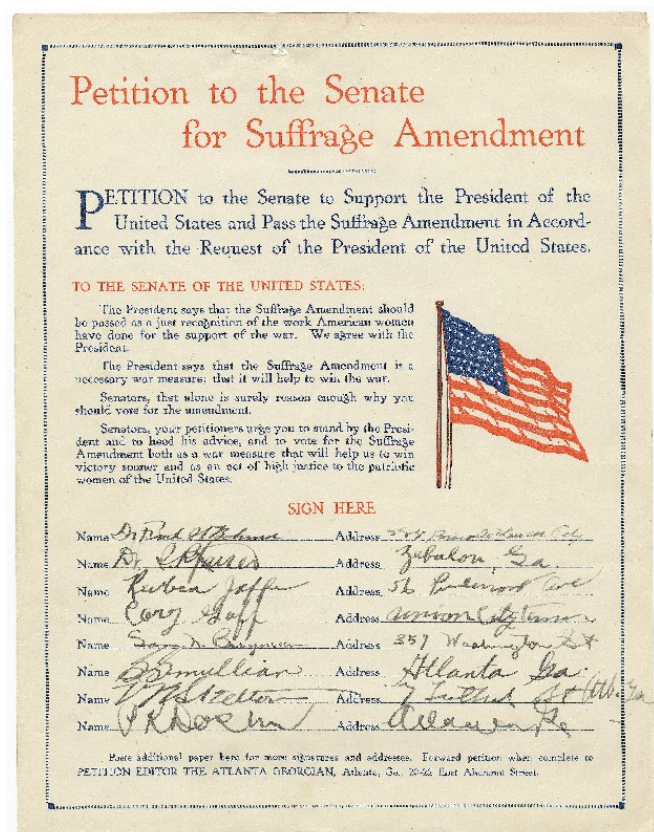 Petition to the Senate
for Suffrage Amendment
PETITION to the Senate to Support the President of the
United States and Pass the Suffrage Amendment in Accord-
ance with the Request of the President of the United States.
TO THE SENATE OF THE UNITED STATES:
The President says that the Suffrage Amendment should
be passed as a just recognition of the work American women
have done for the support of the war. We agree with the
President.
The President says that the Suffrage Amendment is a
necessary war measure; that it will help to win the war.
Senators, that alone is surely reason enough why you
should vote for the amendment.
Senators, your petitioners urge you to stand by the Presi-
dent and to heed his advice, and to vote for the Suffrage
Amendment both as a war measure that will help us to win
victory sooner and as an act of high justice to the patriotic
women of the United States.
SIGN HERE
Name Dr Address
Name Dr. Address Zebulon, Ga.
Name Reuben Jaffe Address 56 Piedmont Ave
Name Address Union City
Name Address 357 Washington St
Name Address Atlanta Ga
Name Address 7 St Ga
Name Address
Paste additional paper here for more signatures and addresses. Forward petition when complete to
PETITION EDITOR THE ATLANTA GEORGIAN, Atlanta, Ga., 20-24 East Alabama Street.